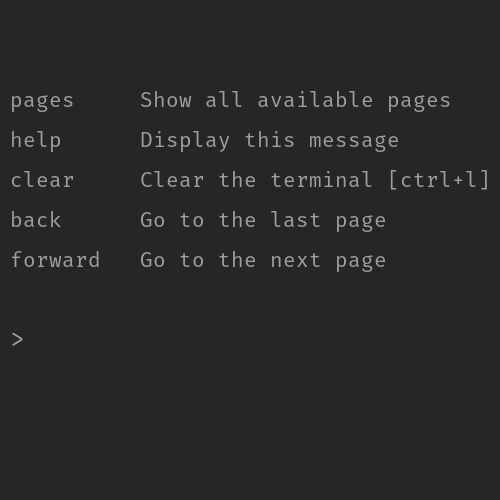 pages     Show all available pages
help      Display this message
clear     Clear the terminal [ctrl+l]
back      Go to the last page
forward   Go to the next page
>